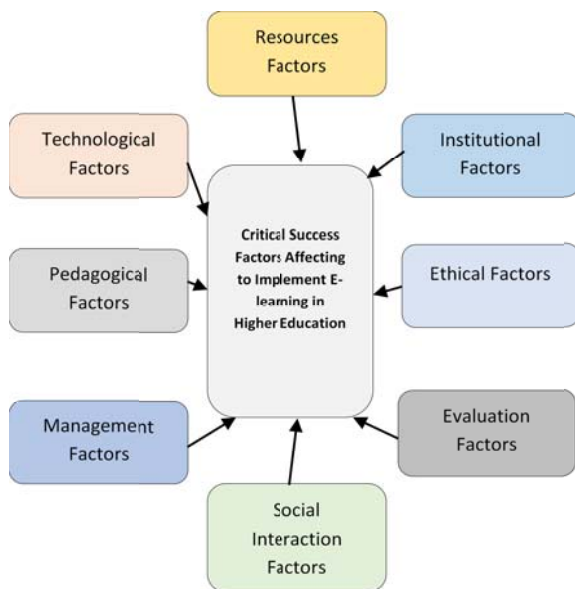 Resources
Factors
Technological
Factors
Institutional
Factors
Critical Success
Factors Affecting
to Implement E-
learning in
Higher Education
Pedagogical
Factors
Ethical Factors
Management
Factors
Evaluation
Factors
Social
Interaction
Factors